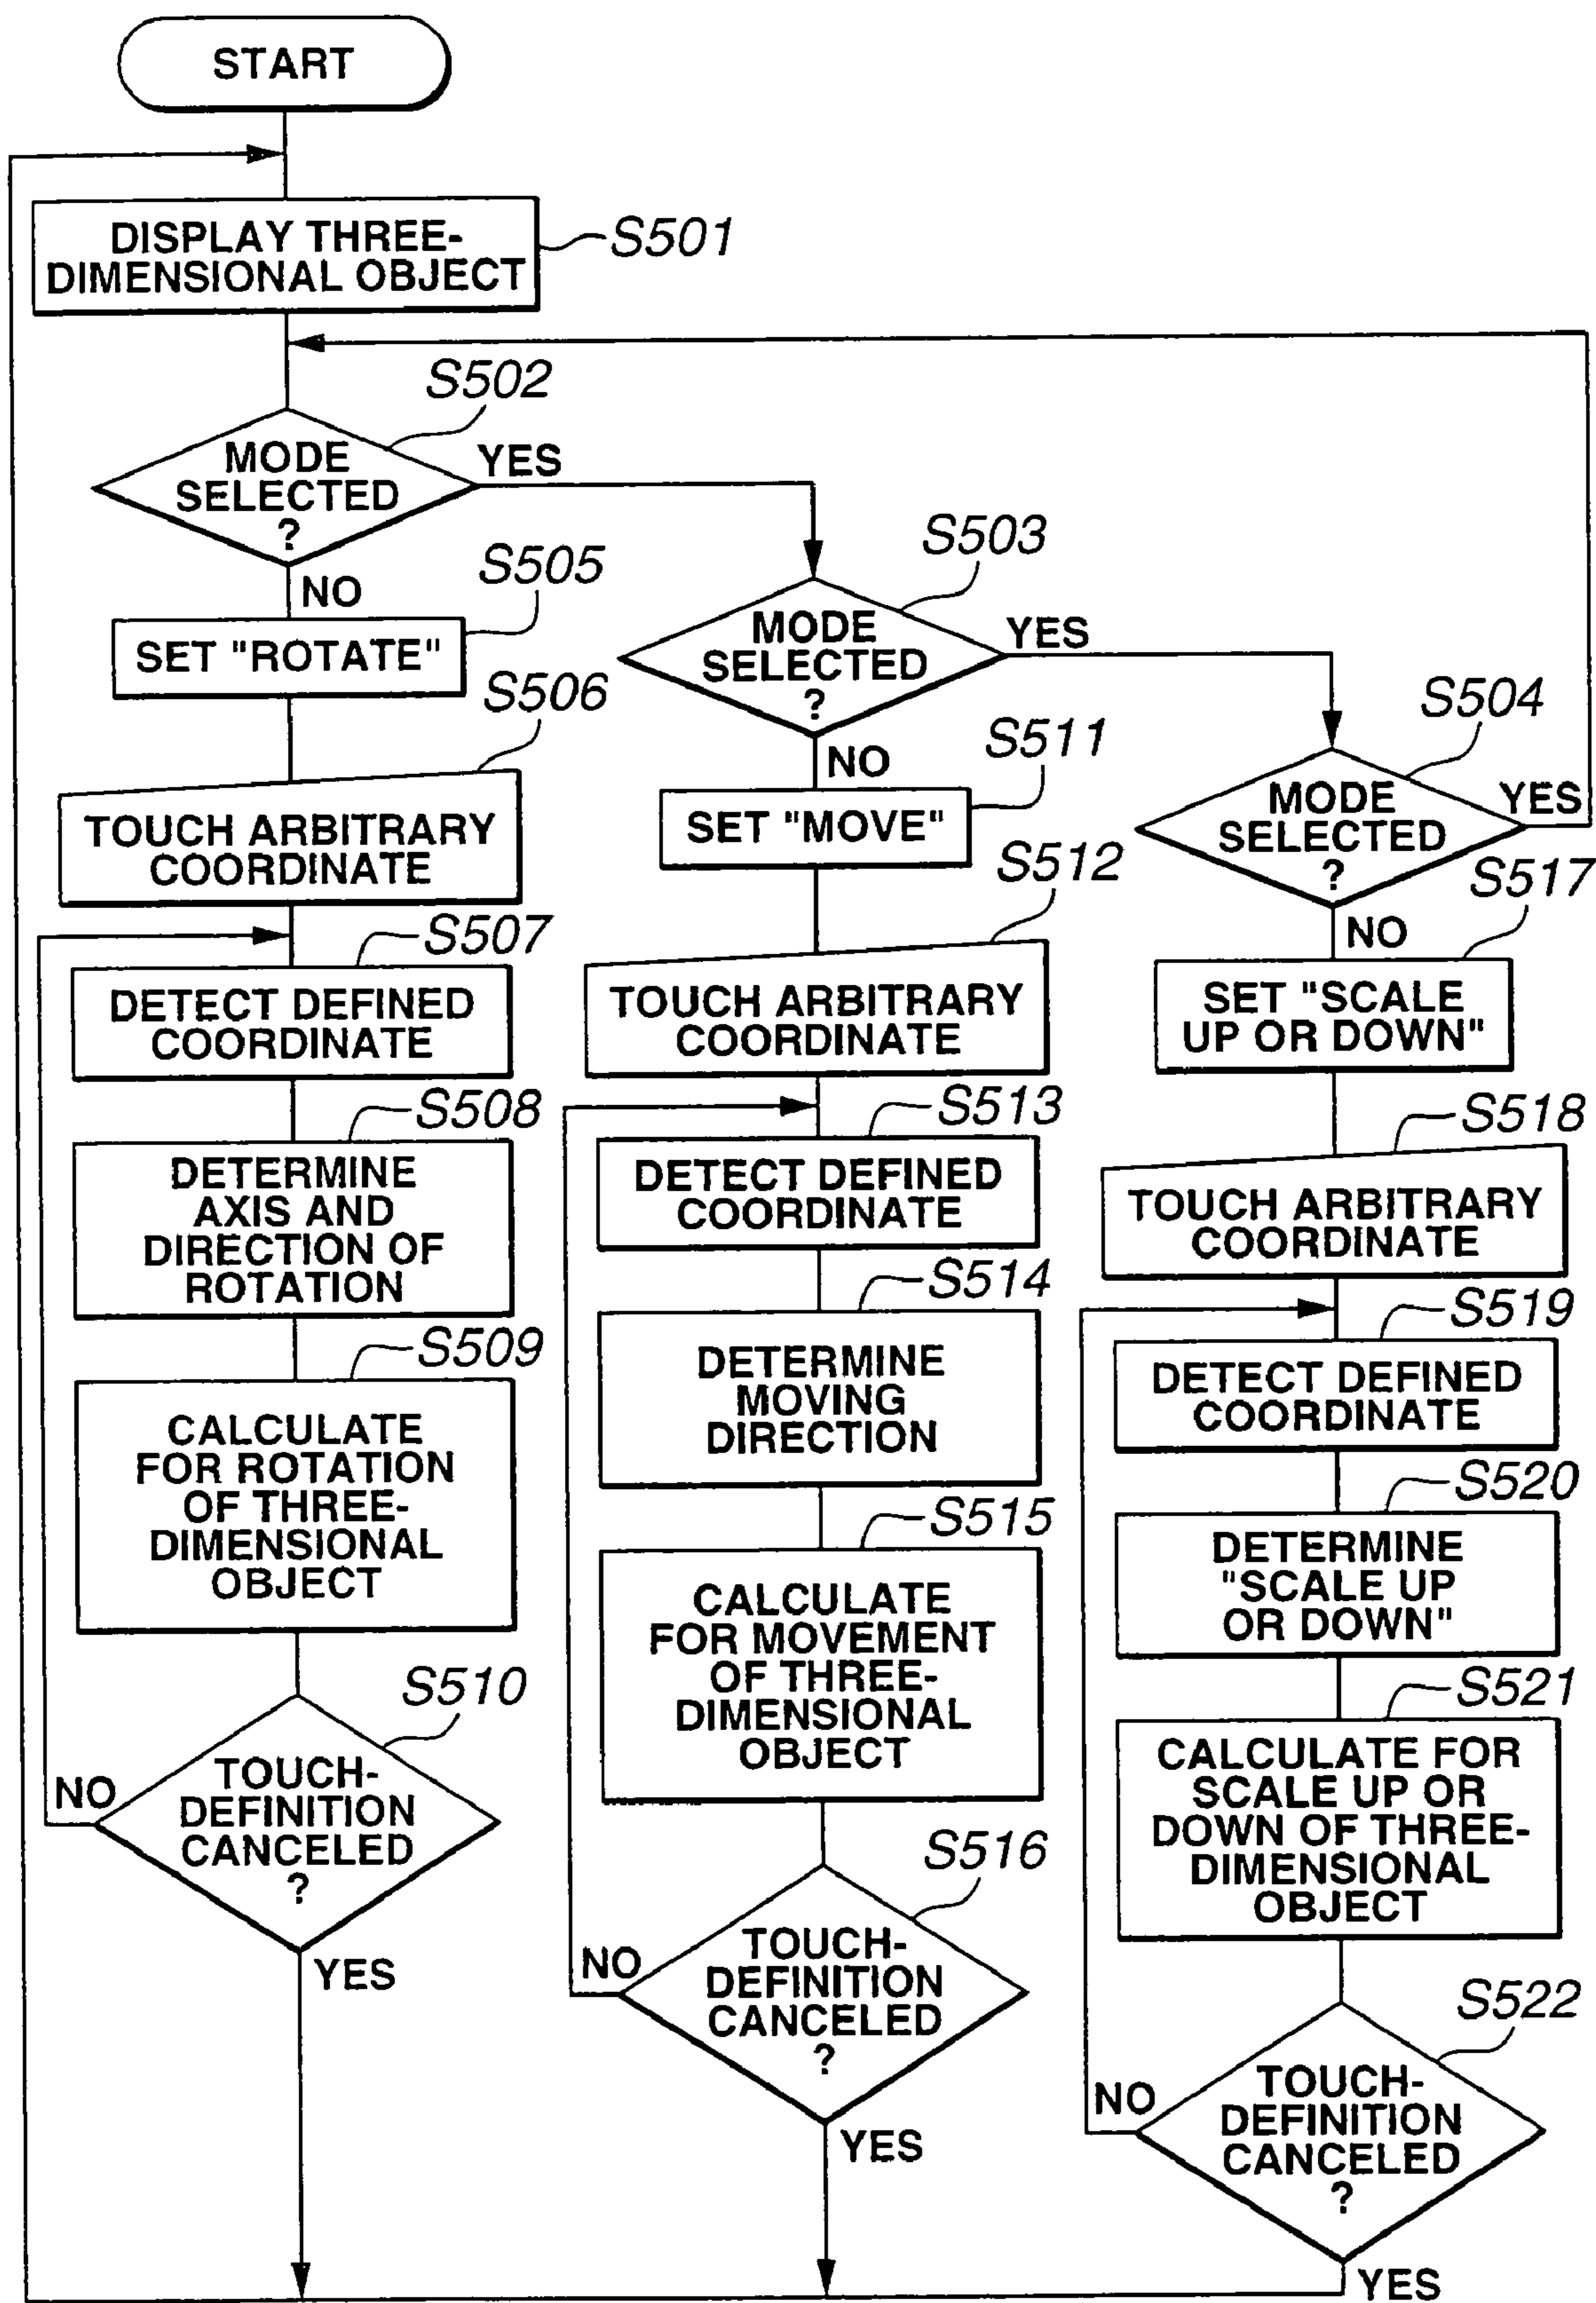 START
DISPLAY THREE-
DIMENSIONAL OBJECT
S501
S502
MODE
SELECTED
?
YES
NO
S505
SET "ROTATE"
S506
TOUCH ARBITRARY
COORDINATE
S507
DETECT DEFINED
COORDINATE
S508
DETERMINE
AXIS AND
DIRECTION OF
ROTATION
S509
CALCULATE
FOR ROTATION
OF THREE-
DIMENSIONAL
OBJECT
S510
TOUCH-
DEFINITION
CANCELED
?
NO
YES
S503
MODE
SELECTED
?
YES
NO
S511
SET "MOVE"
S512
TOUCH ARBITRARY
COORDINATE
S513
DETECT DEFINED
COORDINATE
S514
DETERMINE
MOVING
DIRECTION
S515
CALCULATE
FOR MOVEMENT
OF THREE-
DIMENSIONAL
OBJECT
S516
TOUCH-
DEFINITION
CANCELED
?
NO
YES
S504
MODE
SELECTED
?
YES
NO
S517
SET "SCALE
UP OR DOWN"
S518
TOUCH ARBITRARY
COORDINATE
S519
DETECT DEFINED
COORDINATE
S520
DETERMINE
"SCALE UP
OR DOWN"
S521
CALCULATE FOR
SCALE UP OR
DOWN OF THREE-
DIMENSIONAL
OBJECT
S522
TOUCH-
DEFINITION
CANCELED
?
NO
YES